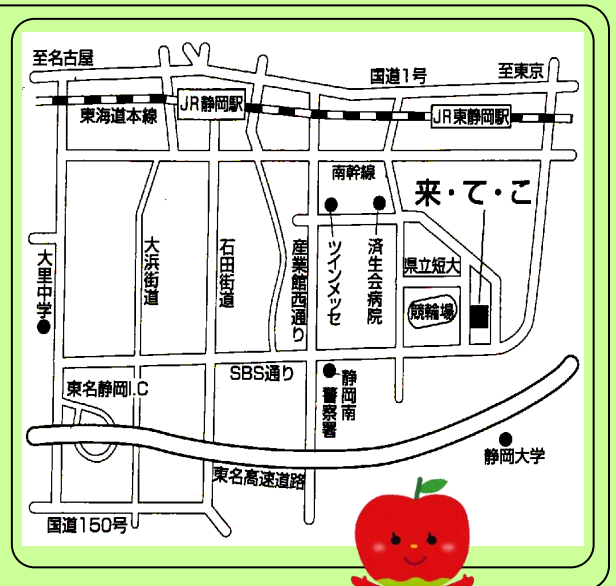 至名古屋
国道1号
至東京
JR静岡駅
JR東静岡駅
東海道本線
南幹線
来・て・こ
大里中学
大浜街道
石田街道
産業館西通り
ツインメッセ
済生会病院
県立短大
競輪場
SBS通り
静岡南
警察署
東名静岡I.C
静岡大学
東名高速道路
国道150号